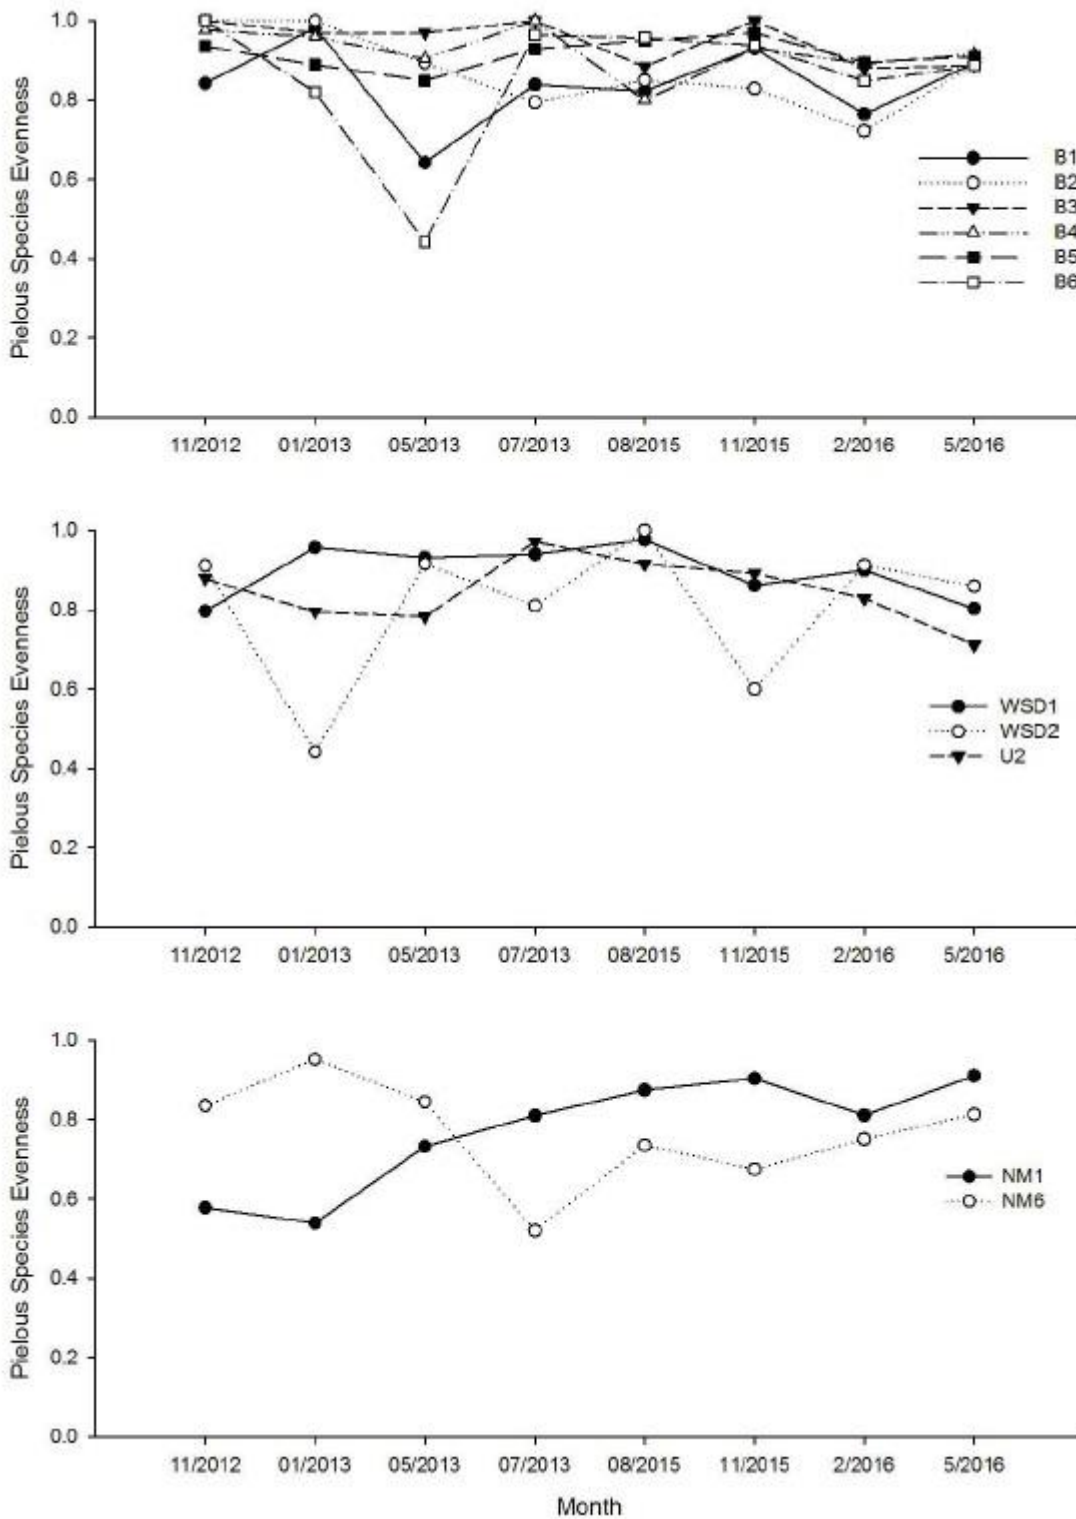 Pielous Species Evenness
1.0
0.8
0.6
0.4
0.2
0.0
B1
B2
B3
B4
B5
B6
11/2012 01/2013 05/2013 07/2013 08/2015 11/2015 2/2016 5/2016
Pielous Species Evenness
1.0
0.8
0.6
0.4
0.2
0.0
WSD1
WSD2
U2
11/2012 01/2013 05/2013 07/2013 08/2015 11/2015 2/2016 5/2016
Pielous Species Evenness
1.0
0.8
0.6
0.4
0.2
0.0
NM1
NM6
11/2012 01/2013 05/2013 07/2013 08/2015 11/2015 2/2016 5/2016
Month